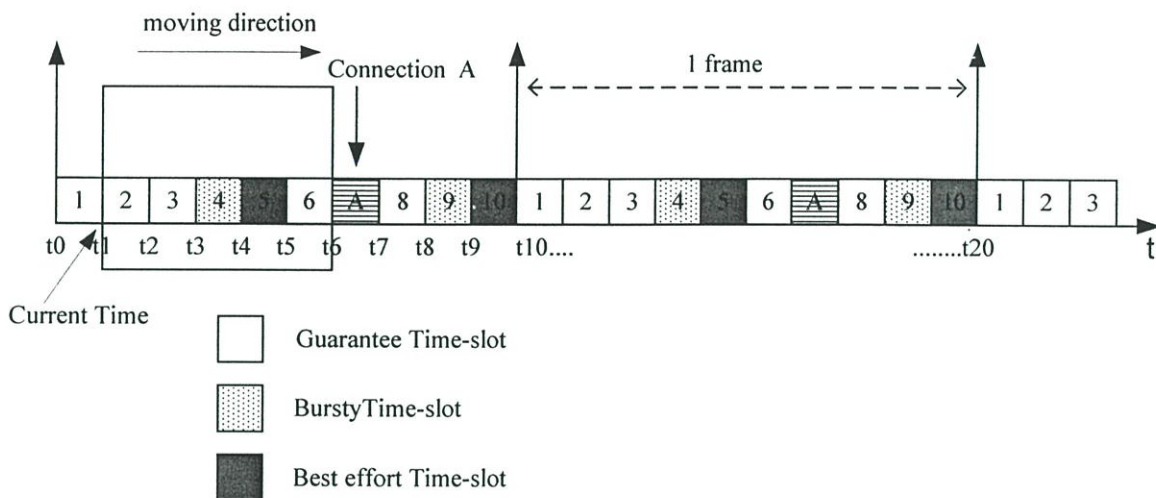 moving direction
Connection A
1 frame
1 2 3 4 5 6 A 8 9 10 1 2 3 4 5 6 A 8 9 10 1 2 3
t0 t1 t2 t3 t4 t5 t6 t7 t8 t9 t10.... ........t20 t
Current Time
Guarantee Time-slot
BurstyTime-slot
Best effort Time-slot